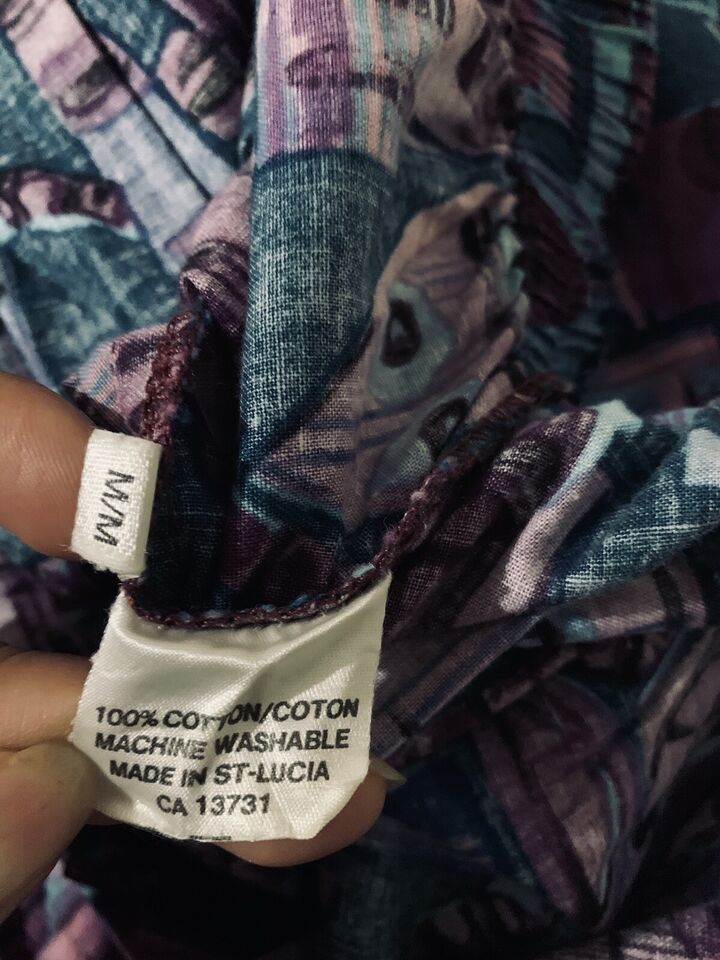 M/M
100% COTTON/COTON
MACHINE WASHABLE
MADE IN ST-LUCIA
CA 13731